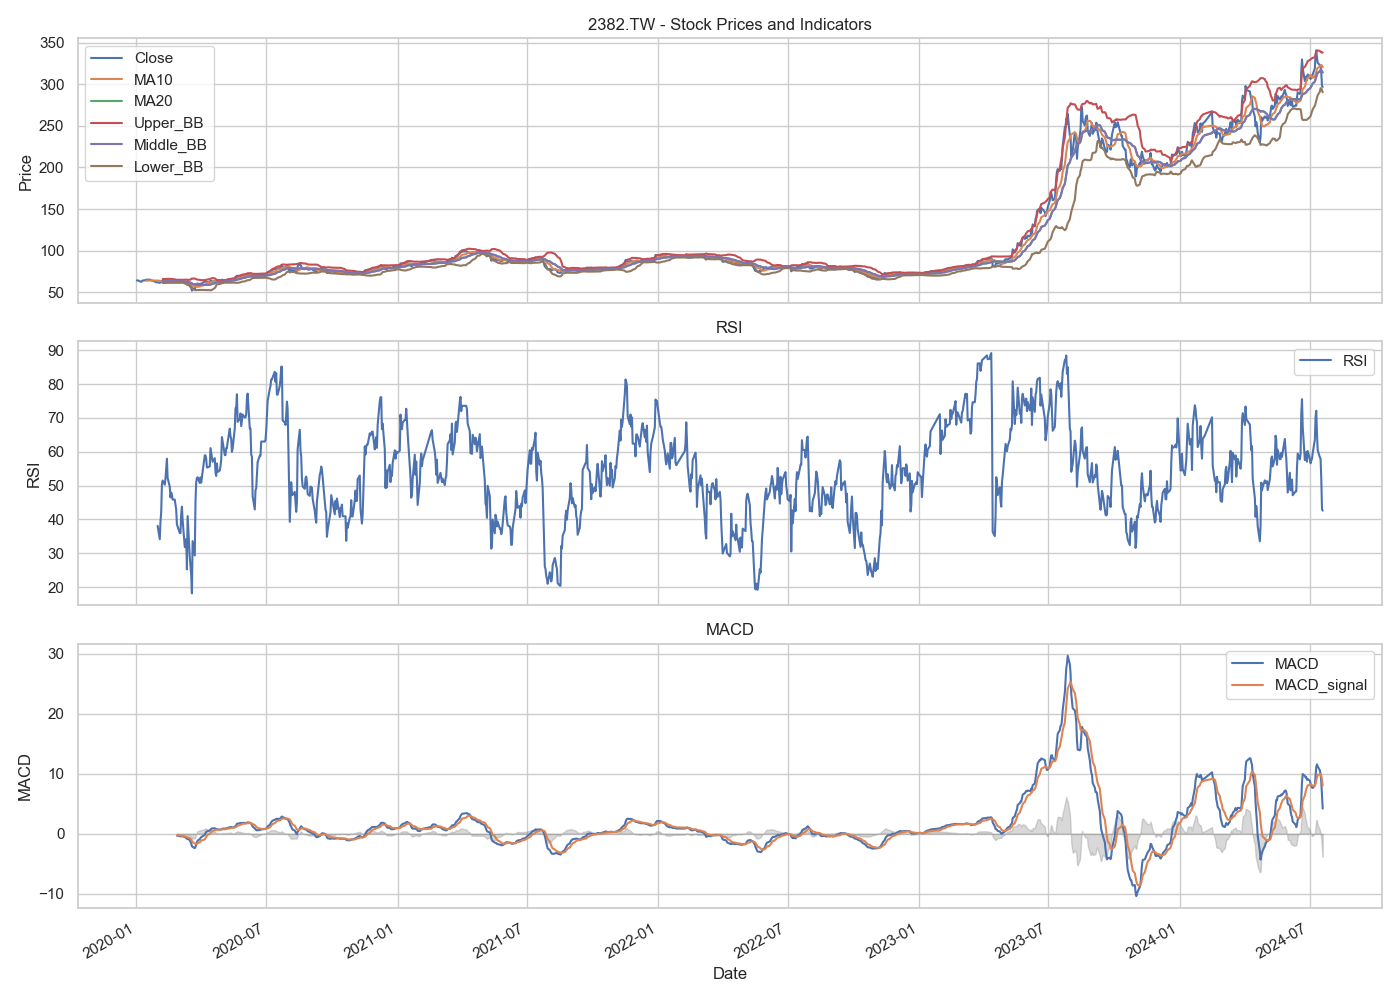 2382.TW - Stock Prices and Indicators
350
300
250
200
150
100
50
Price
Close
MA10
MA20
Upper_BB
Middle_BB
Lower_BB
RSI
90
80
70
60
50
40
30
20
RSI
RSI
MACD
30
20
10
0
−10
MACD
MACD
MACD_signal
2020-01
2020-07
2021-01
2021-07
2022-01
2022-07
2023-01
2023-07
2024-01
2024-07
Date